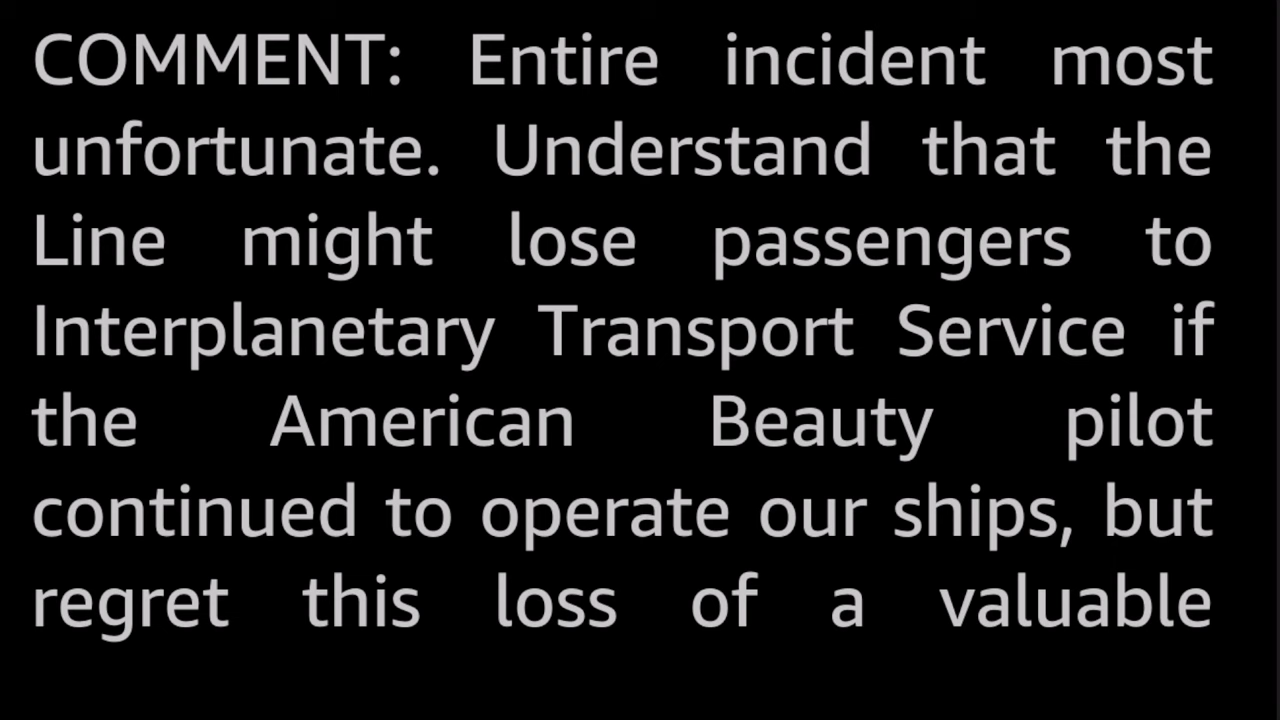 COMMENT: Entire incident most
unfortunate. Understand that the
Line might lose passengers to
Interplanetary Transport Service if
the American Beauty pilot
continued to operate our ships, but
regret this loss of a valuable